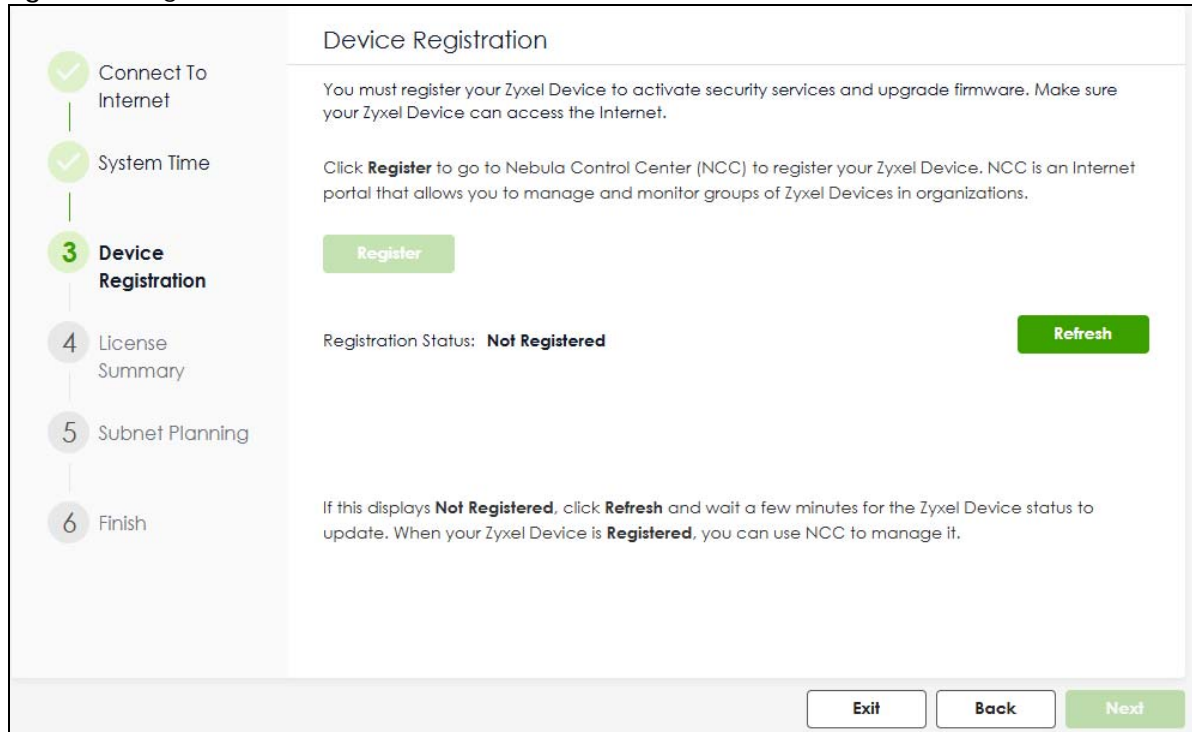 Device Registration
Connect To
Internet
System Time
3 Device
Registration
4 License
Summary
5 Subnet Planning
6 Finish
You must register your Zyxel Device to activate security services and upgrade firmware. Make sure
your Zyxel Device can access the Internet.
Click Register to go to Nebula Control Center (NCC) to register your Zyxel Device. NCC is an Internet
portal that allows you to manage and monitor groups of Zyxel Devices in organizations.
Register
Registration Status: Not Registered
Refresh
If this displays Not Registered, click Refresh and wait a few minutes for the Zyxel Device status to
update. When your Zyxel Device is Registered, you can use NCC to manage it.
Exit
Back
Next